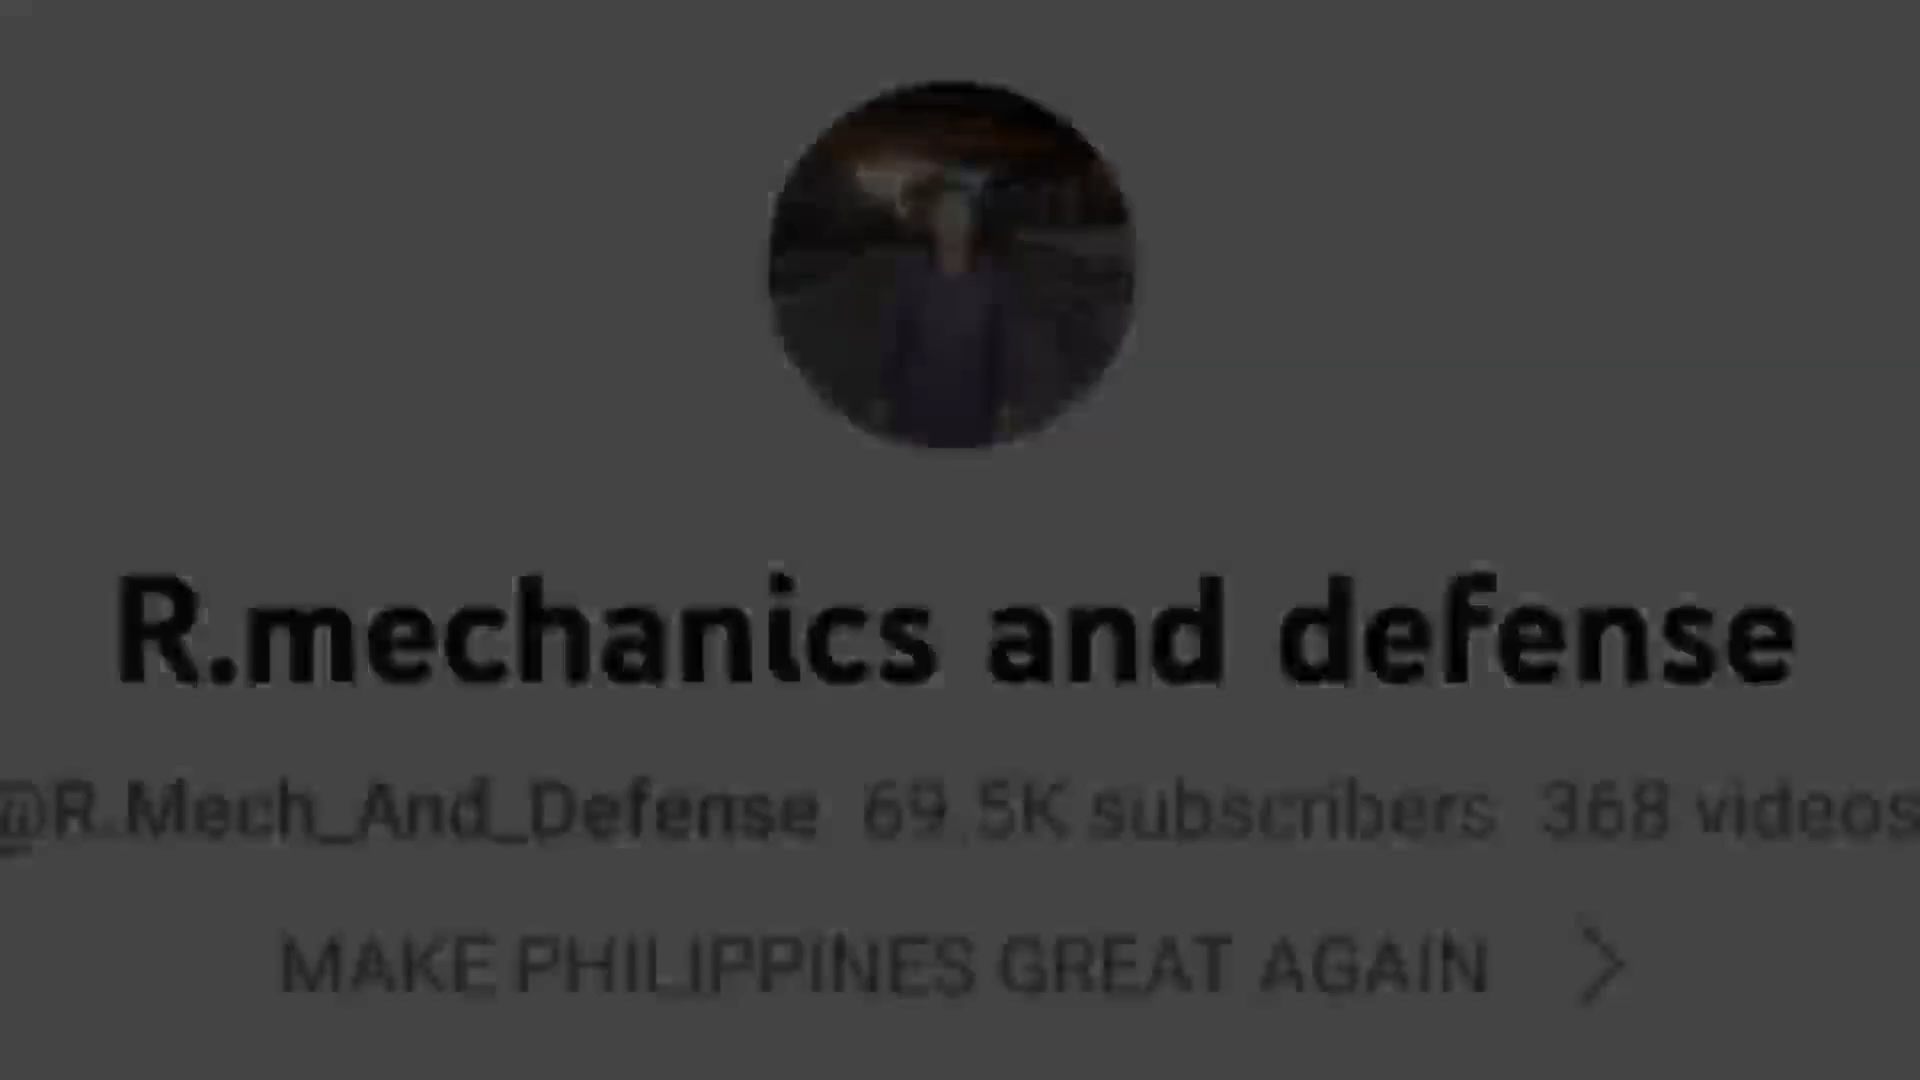 R.mechanics and defense
@R.Mech_And_Defense 69.5K subscribers 368 videos
MAKE PHILIPPINES GREAT AGAIN